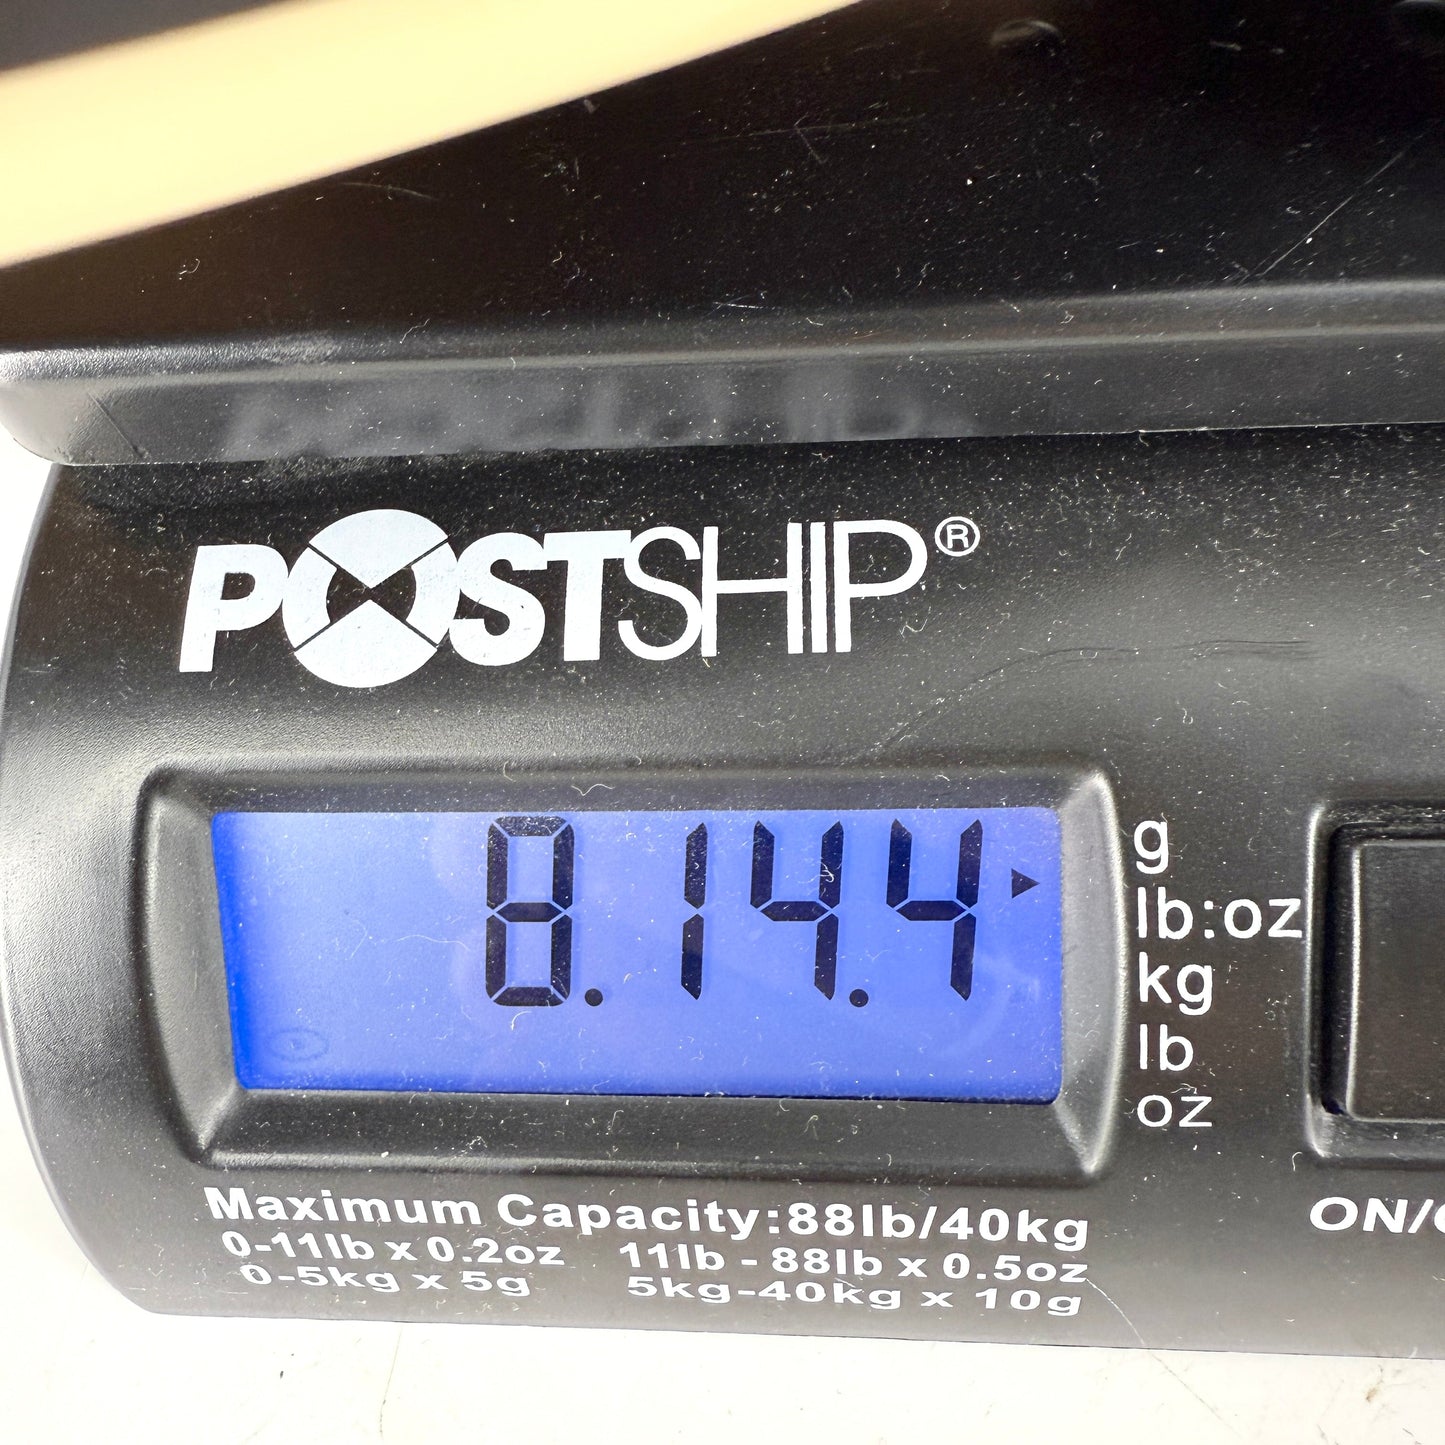 POSTSHIP®
8.14.4
g
lb:oz
kg
lb
oz
Maximum Capacity:88lb/40kg
0-11lb x 0.2oz 11lb - 88lb x 0.5oz
0-5kg x 5g 5kg-40kg x 10g